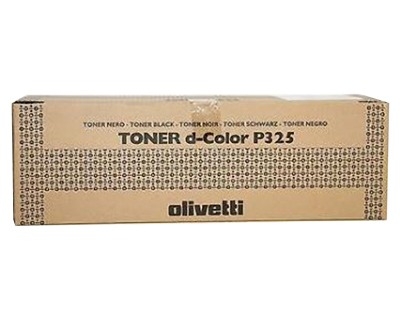 TONER NERO - TONER BLACK - TONER NOIR - TONER SCHWARZ - TONER NEGRO
TONER d-Color P325
olivetti